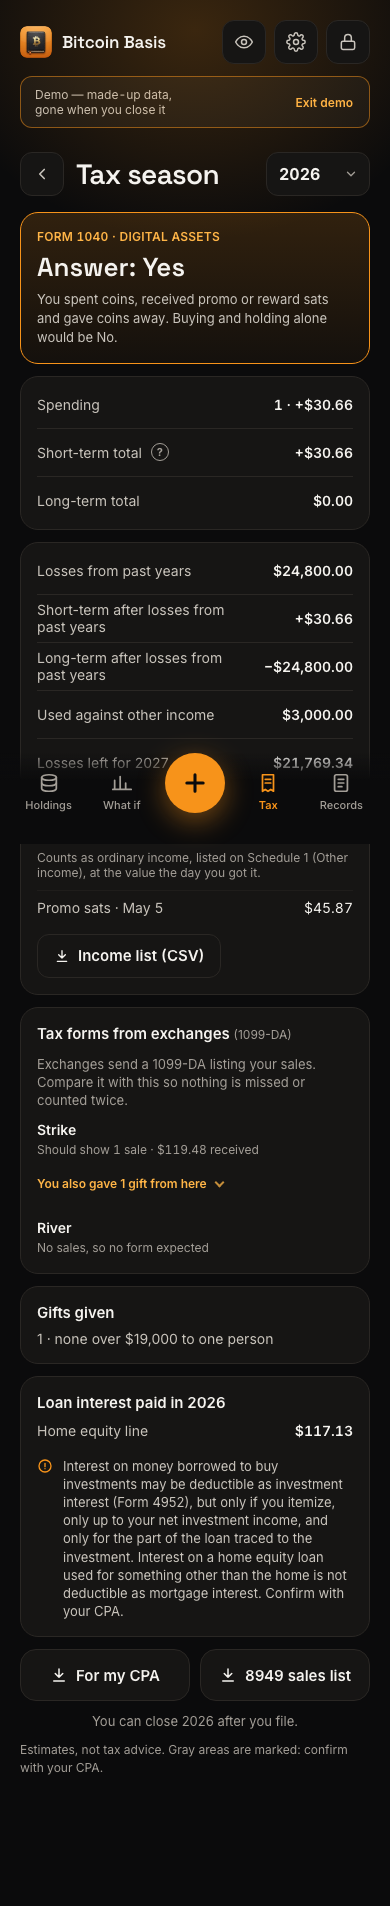 Bitcoin Basis
Demo — made-up data,
gone when you close it
Exit demo
Tax season
2026
FORM 1040 · DIGITAL ASSETS
Answer: Yes
You spent coins, received promo or reward sats
and gave coins away. Buying and holding alone
would be No.
Spending 1 · +$30.66
Short-term total ? +$30.66
Long-term total $0.00
Losses from past years $24,800.00
Short-term after losses from
past years
+$30.66
Long-term after losses from
past years
−$24,800.00
Used against other income $3,000.00
Losses left for 2027 $21,769.34
Holdings
What if
Tax
Records
Counts as ordinary income, listed on Schedule 1 (Other
income), at the value the day you got it.
Promo sats · May 5 $45.87
Income list (CSV)
Tax forms from exchanges (1099-DA)
Exchanges send a 1099-DA listing your sales.
Compare it with this so nothing is missed or
counted twice.
Strike
Should show 1 sale · $119.48 received
You also gave 1 gift from here
River
No sales, so no form expected
Gifts given
1 · none over $19,000 to one person
Loan interest paid in 2026
Home equity line $117.13
Interest on money borrowed to buy
investments may be deductible as investment
interest (Form 4952), but only if you itemize,
only up to your net investment income, and
only for the part of the loan traced to the
investment. Interest on a home equity loan
used for something other than the home is not
deductible as mortgage interest. Confirm with
your CPA.
For my CPA
8949 sales list
You can close 2026 after you file.
Estimates, not tax advice. Gray areas are marked: confirm
with your CPA.